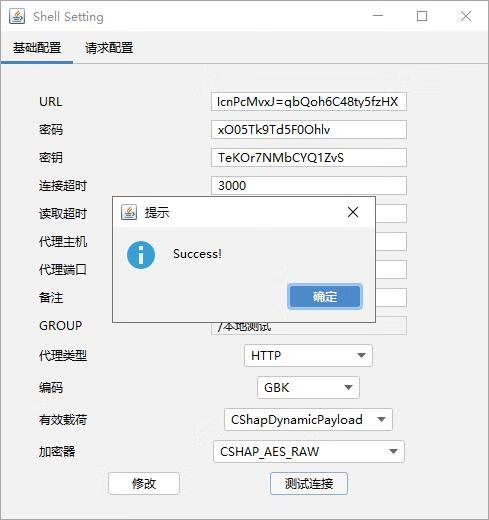 Shell Setting
基础配置 请求配置
URL lcnPcMvxJ=qbQoh6C48ty5fzHX
密码 xO05Tk9Td5F0Ohlv
密钥 TeKOr7NMbCYQ1ZvS
连接超时 3000
读取超时
提示
代理主机
Success!
代理端口
备注 确定
GROUP /本地测试
代理类型 HTTP
编码 GBK
有效载荷 CShapDynamicPayload
加密器 CSHAP_AES_RAW
修改 测试连接